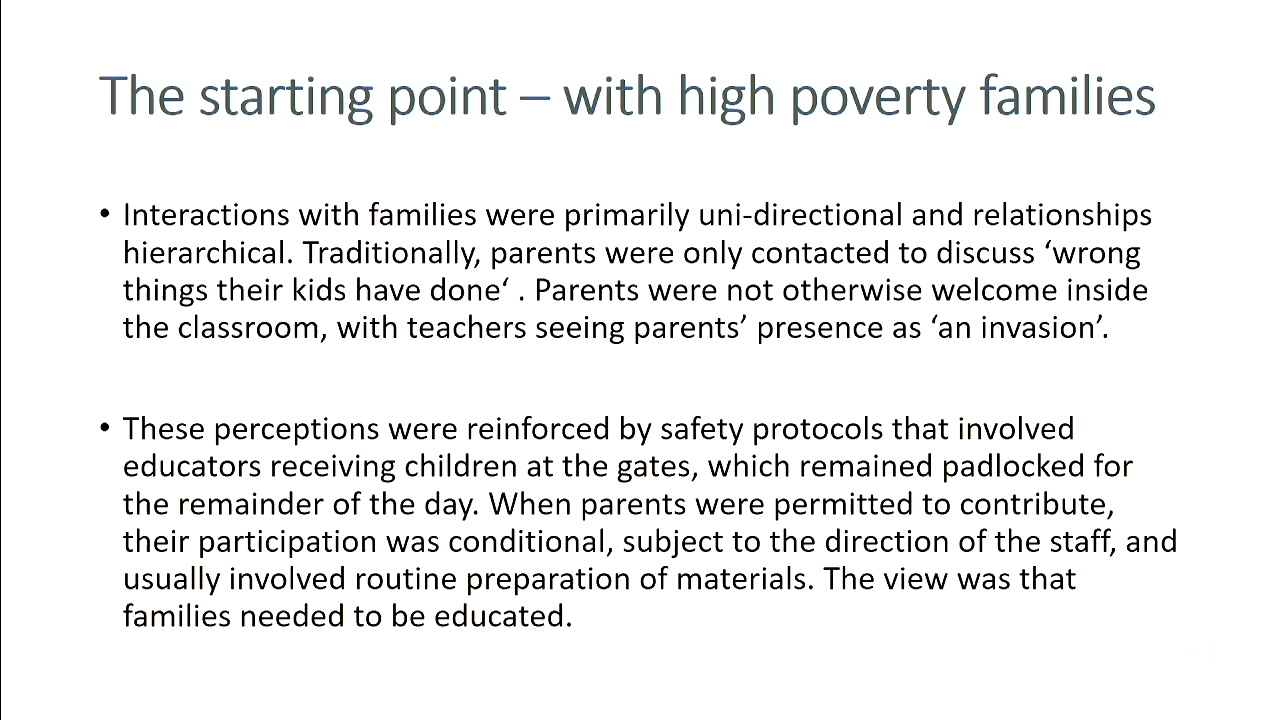 The starting point – with high poverty families
• Interactions with families were primarily uni-directional and relationships
hierarchical. Traditionally, parents were only contacted to discuss ‘wrong
things their kids have done‘ . Parents were not otherwise welcome inside
the classroom, with teachers seeing parents’ presence as ‘an invasion’.
• These perceptions were reinforced by safety protocols that involved
educators receiving children at the gates, which remained padlocked for
the remainder of the day. When parents were permitted to contribute,
their participation was conditional, subject to the direction of the staff, and
usually involved routine preparation of materials. The view was that
families needed to be educated.